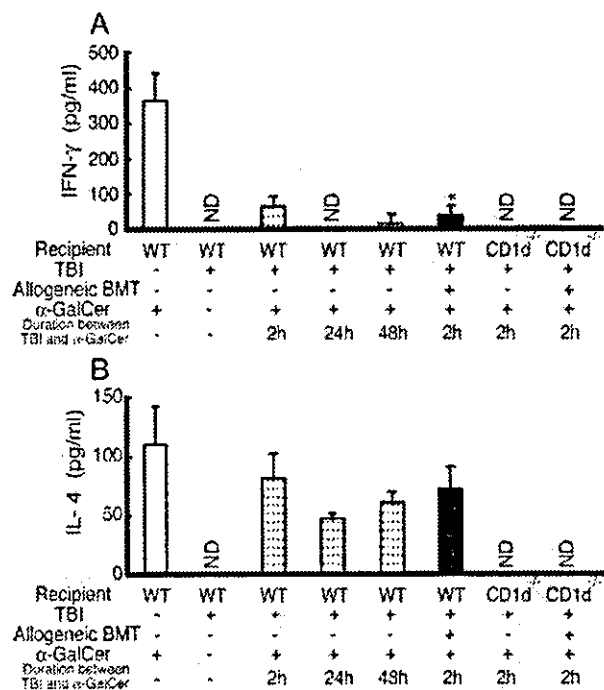 A
500
400
300
200
100
0
IFN-γ (pg/ml)
ND ND * ND ND
Recipient WT WT WT WT WT WT CD1d-/- CD1d-/-
TBI - + + + + + + +
Allogeneic BMT - - - - - + - +
α-GalCer + - + + + + + +
Duration between
TBI and α-GalCer - - 2h 24h 48h 2h 2h 2h
B
150
100
50
0
IL-4 (pg/ml)
ND ND ND
Recipient WT WT WT WT WT WT CD1d-/- CD1d-/-
TBI - + + + + + + +
Allogeneic BMT - - - - - + - +
α-GalCer + - + + + + + +
Duration between
TBI and α-GalCer - - 2h 24h 48h 2h 2h 2h